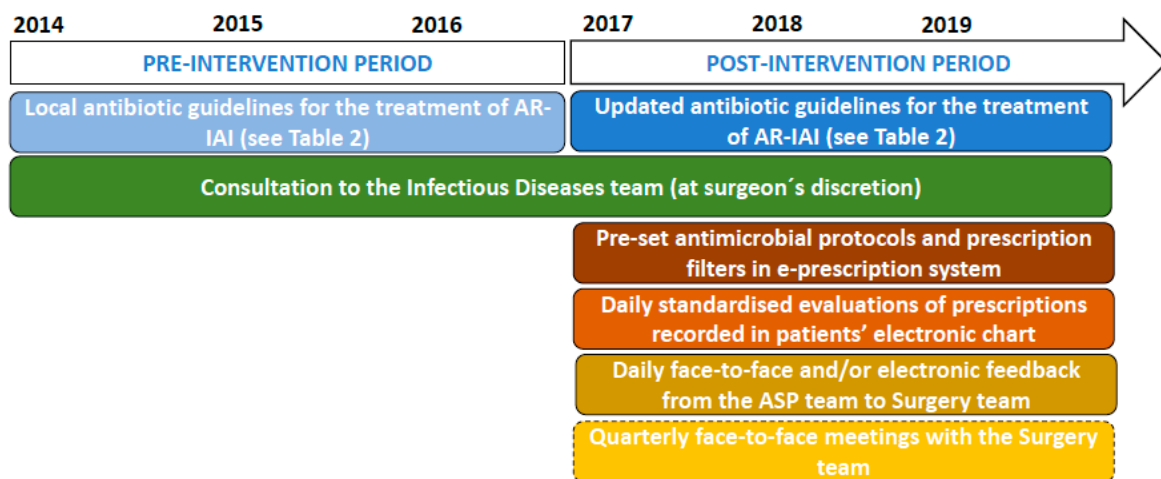 2014 2015 2016 2017 2018 2019
PRE-INTERVENTION PERIOD POST-INTERVENTION PERIOD
Local antibiotic guidelines for the treatment of AR-
IAI (see Table 2)
Updated antibiotic guidelines for the treatment
of AR-IAI (see Table 2)
Consultation to the Infectious Diseases team (at surgeon´s discretion)
Pre-set antimicrobial protocols and prescription
filters in e-prescription system
Daily standardised evaluations of prescriptions
recorded in patients’ electronic chart
Daily face-to-face and/or electronic feedback
from the ASP team to Surgery team
Quarterly face-to-face meetings with the Surgery
team